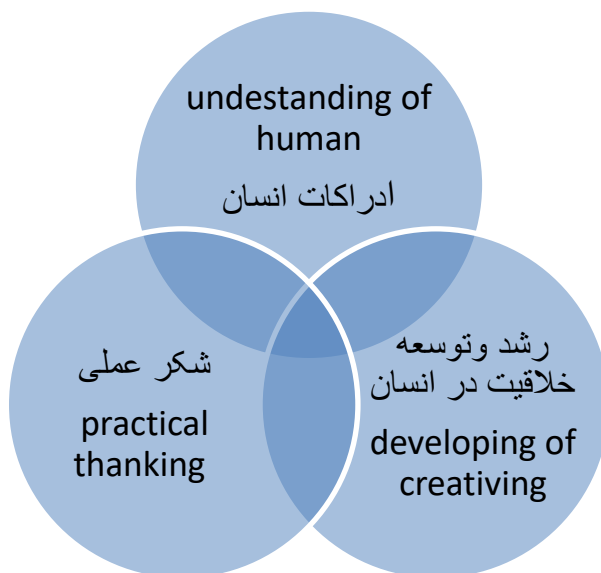 undestanding of
human
ادراکات انسان
شکر عملی
practical
thanking
رشد وتوسعه
خلاقیت در انسان
developing of
creativing